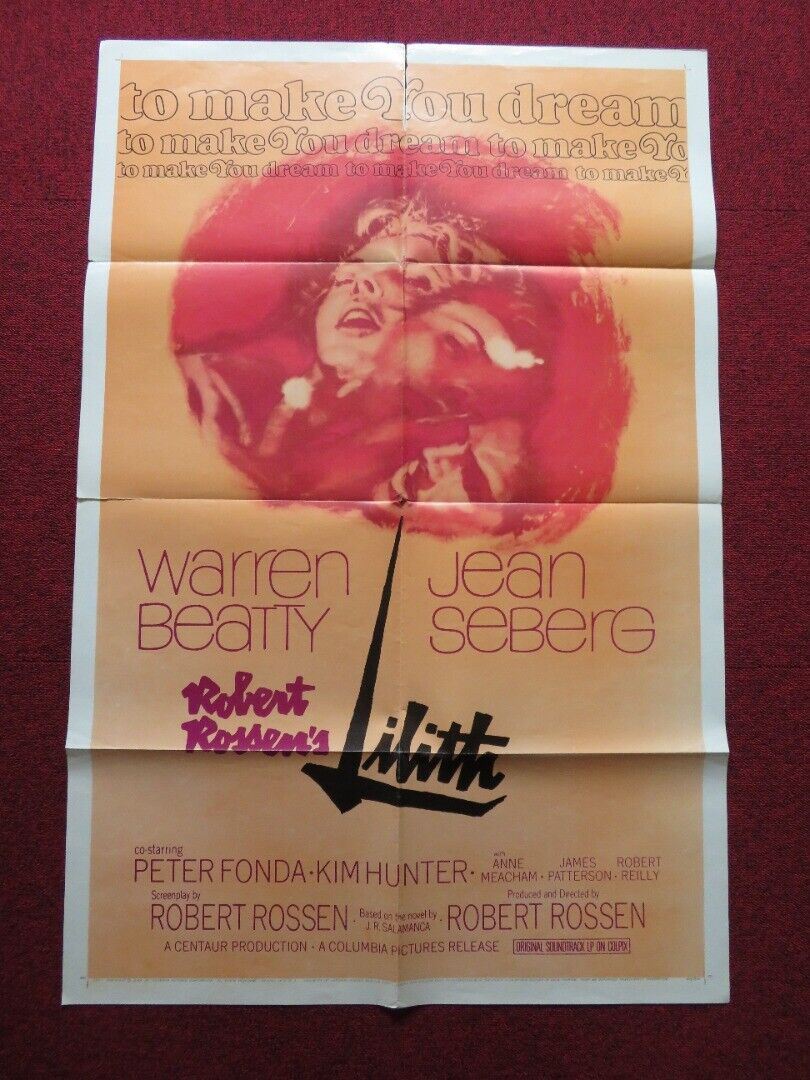 to make You dream
to make You dream to make Yo
to make You dream to make You dream to make Y
Warren Beatty
Jean Seberg
Robert Rossen's
Lilith
co-starring
PETER FONDA · KIM HUNTER · with ANNE MEACHAM · JAMES PATTERSON · ROBERT REILLY
Screenplay by ROBERT ROSSEN · Based on the novel by J. R. SALAMANCA · Produced and Directed by ROBERT ROSSEN
A CENTAUR PRODUCTION · A COLUMBIA PICTURES RELEASE ORIGINAL SOUNDTRACK LP ON COLPIX